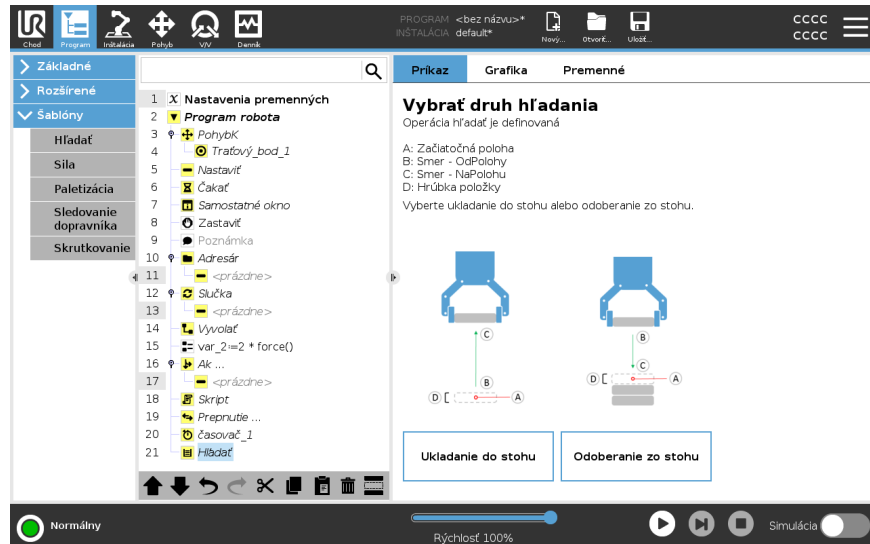 PROGRAM <bez názvu>*
INŠTALÁCIA default*
Chod
Program
Inštalácia
Pohyb
V/V
Denník
Nový...
Otvoriť...
Uložiť...
cccc
cccc
Základné
Rozšírené
Šablóny
Hľadať
Sila
Paletizácia
Sledovanie
dopravníka
Skrutkovanie
1 X Nastavenia premenných
2 Program robota
3 PohybK
4 Traťový_bod_1
5 Nastaviť
6 Čakať
7 Samostatné okno
8 Zastaviť
9 Poznámka
10 Adresár
11 <prázdne>
12 Slučka
13 <prázdne>
14 Vyvolať
15 var_2≔2 * force()
16 Ak ...
17 <prázdne>
18 Skript
19 Prepnutie ...
20 časovač_1
21 Hľadať
Príkaz
Grafika
Premenné
Vybrať druh hľadania
Operácia hľadať je definovaná
A: Začiatočná poloha
B: Smer - OdPolohy
C: Smer - NaPolohu
D: Hrúbka položky
Vyberte ukladanie do stohu alebo odoberanie zo stohu.
C
B
D
A
B
C
D
A
Ukladanie do stohu
Odoberanie zo stohu
Normálny
Rýchlosť 100%
Simulácia